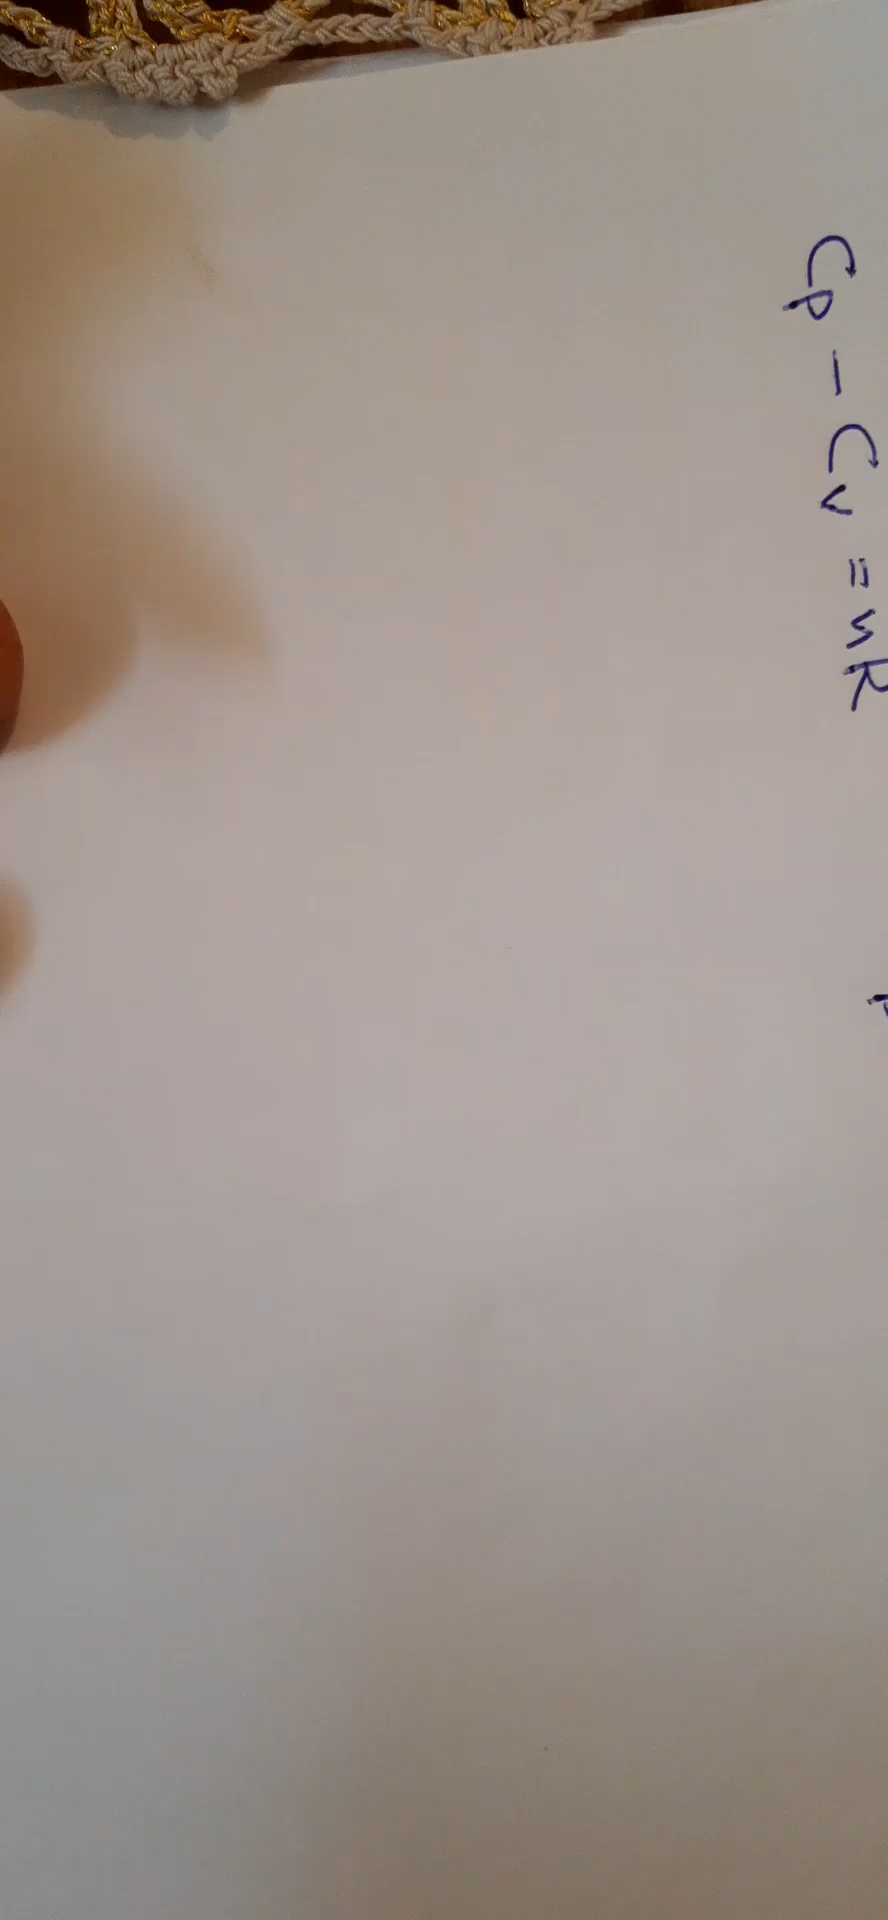 Cp - Cv = nR